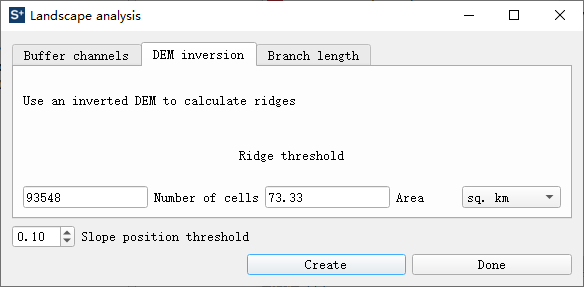 S+ Landscape analysis
Buffer channels DEM inversion Branch length
Use an inverted DEM to calculate ridges
Ridge threshold
93548 Number of cells 73.33 Area sq. km
0.10 Slope position threshold
Create Done